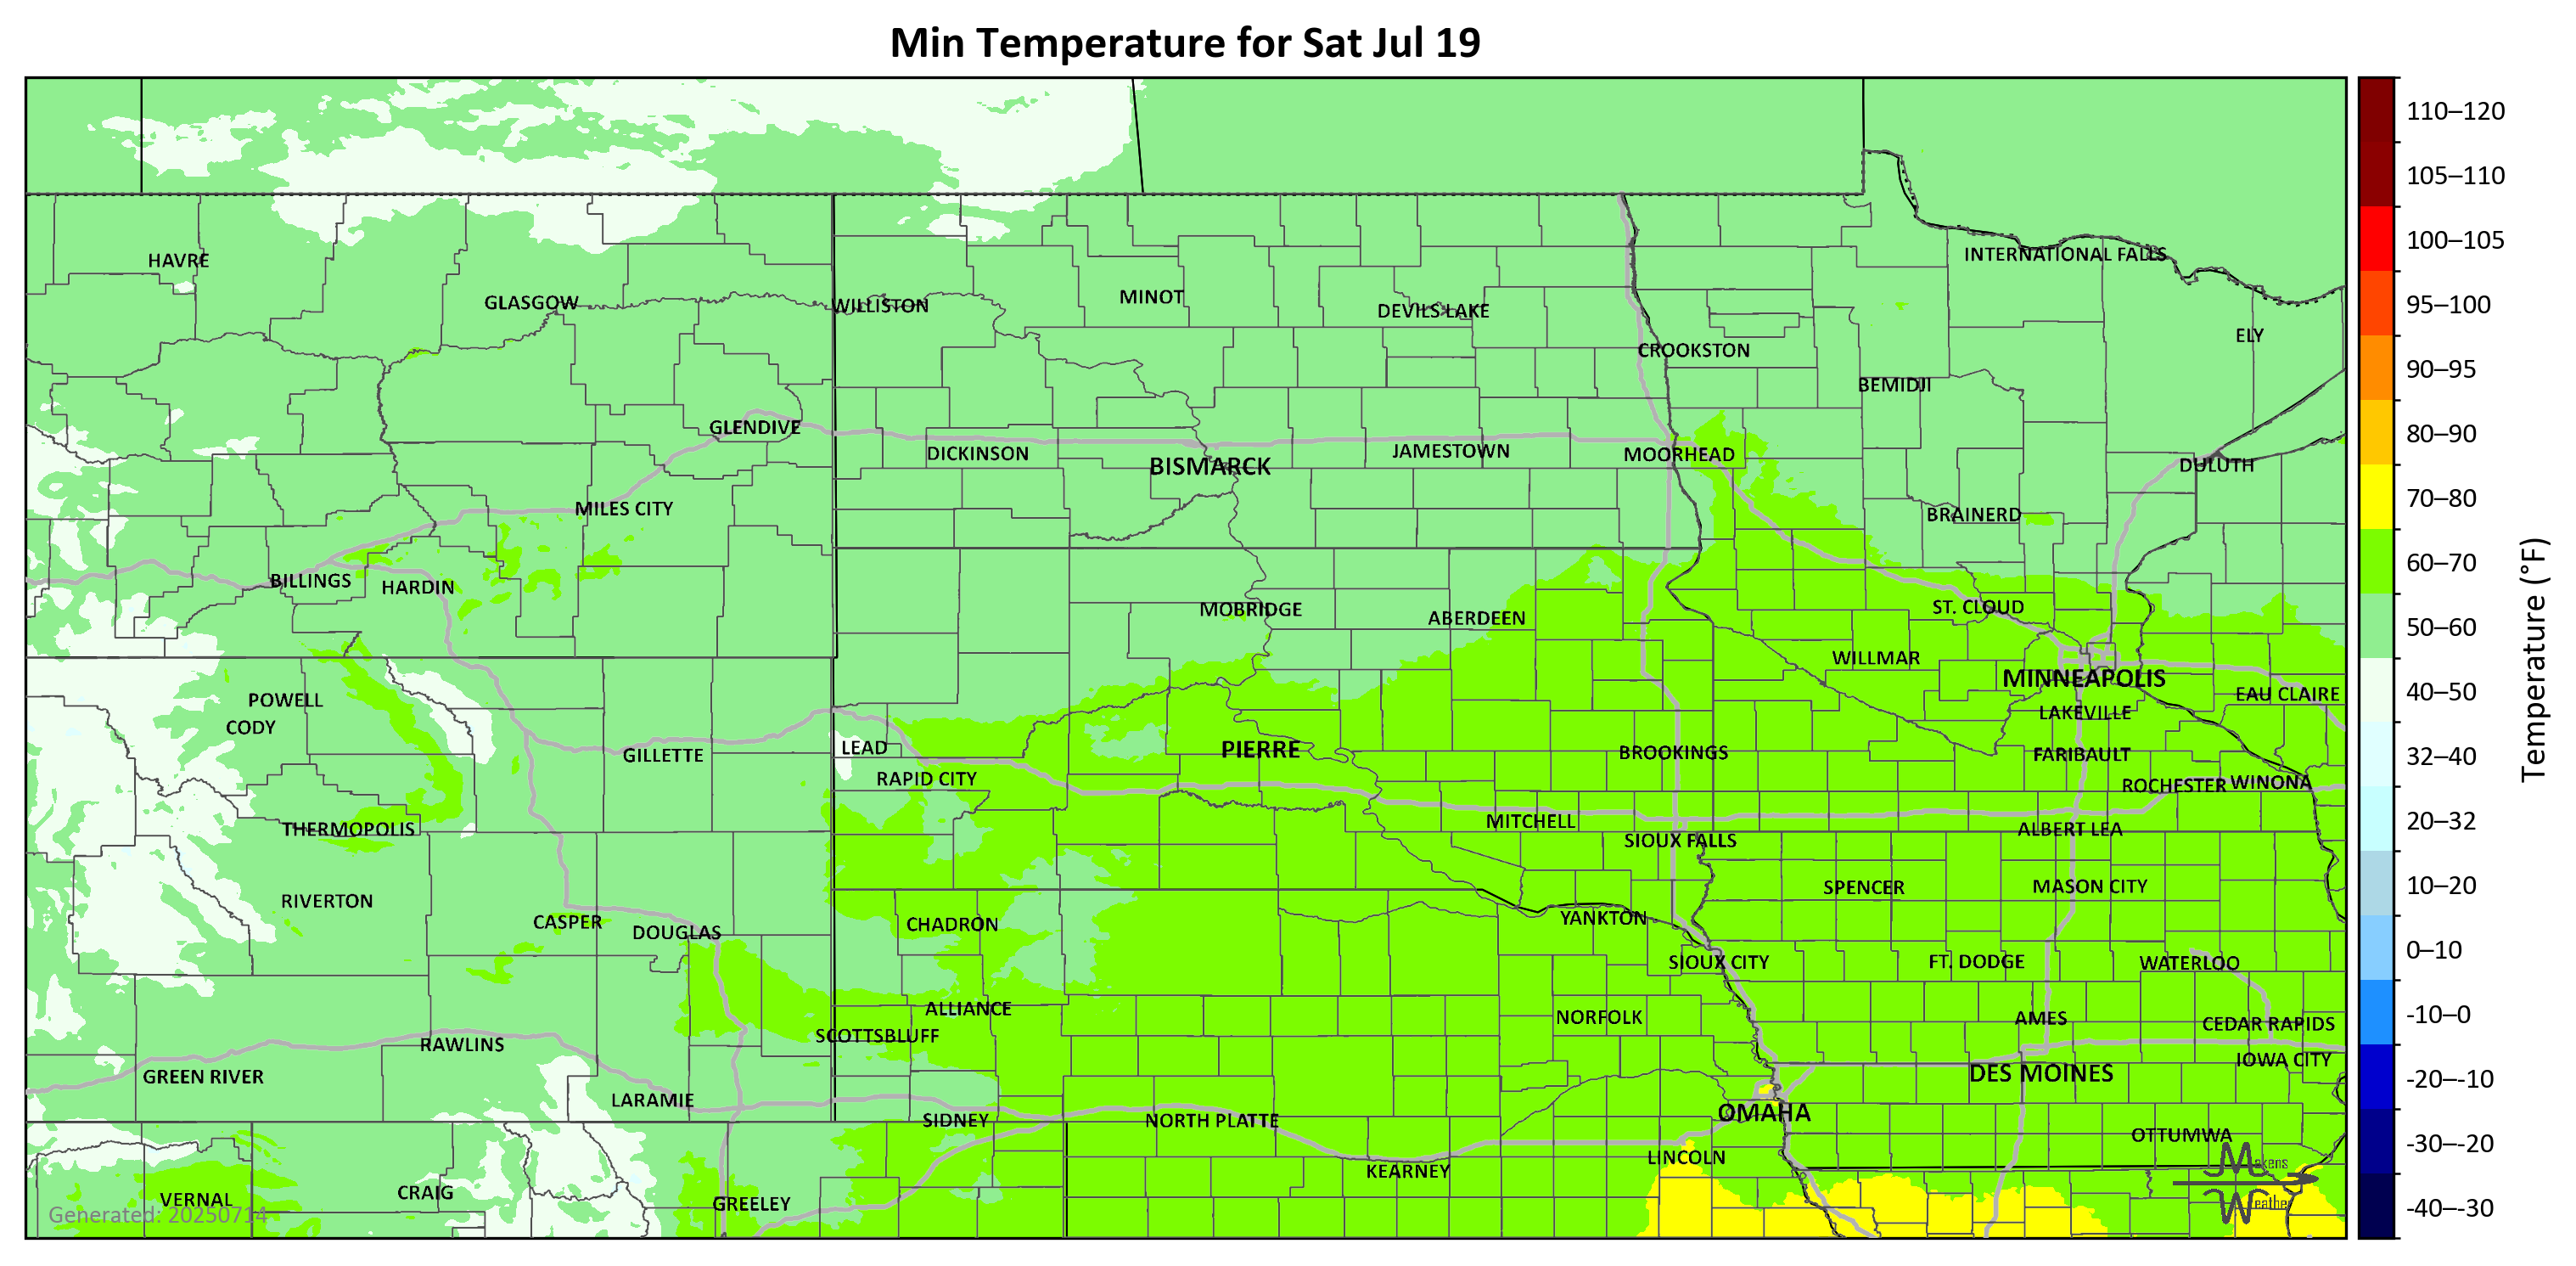 Min Temperature for Sat Jul 19
110–120
105–110
100–105
95–100
90–95
80–90
70–80
60–70
50–60
40–50
32–40
20–32
10–20
0–10
-10–0
-20–-10
-30–-20
-40–-30
Temperature (°F)
HAVRE
GLASGOW
WILLISTON
MINOT
DEVILS LAKE
INTERNATIONAL FALLS
ELY
CROOKSTON
BEMIDJI
GLENDIVE
DICKINSON
BISMARCK
JAMESTOWN
MOORHEAD
DULUTH
MILES CITY
BRAINERD
BILLINGS
HARDIN
MOBRIDGE
ABERDEEN
ST. CLOUD
WILLMAR
MINNEAPOLIS
EAU CLAIRE
POWELL
CODY
LAKEVILLE
GILLETTE
LEAD
PIERRE
BROOKINGS
FARIBAULT
RAPID CITY
ROCHESTER
WINONA
THERMOPOLIS
MITCHELL
SIOUX FALLS
ALBERT LEA
RIVERTON
SPENCER
MASON CITY
CASPER
DOUGLAS
CHADRON
YANKTON
SIOUX CITY
FT. DODGE
WATERLOO
ALLIANCE
NORFOLK
AMES
CEDAR RAPIDS
SCOTTSBLUFF
RAWLINS
IOWA CITY
GREEN RIVER
DES MOINES
LARAMIE
SIDNEY
NORTH PLATTE
OMAHA
OTTUMWA
LINCOLN
KEARNEY
VERNAL
CRAIG
GREELEY
Makens
Weather
Generated: 20250714